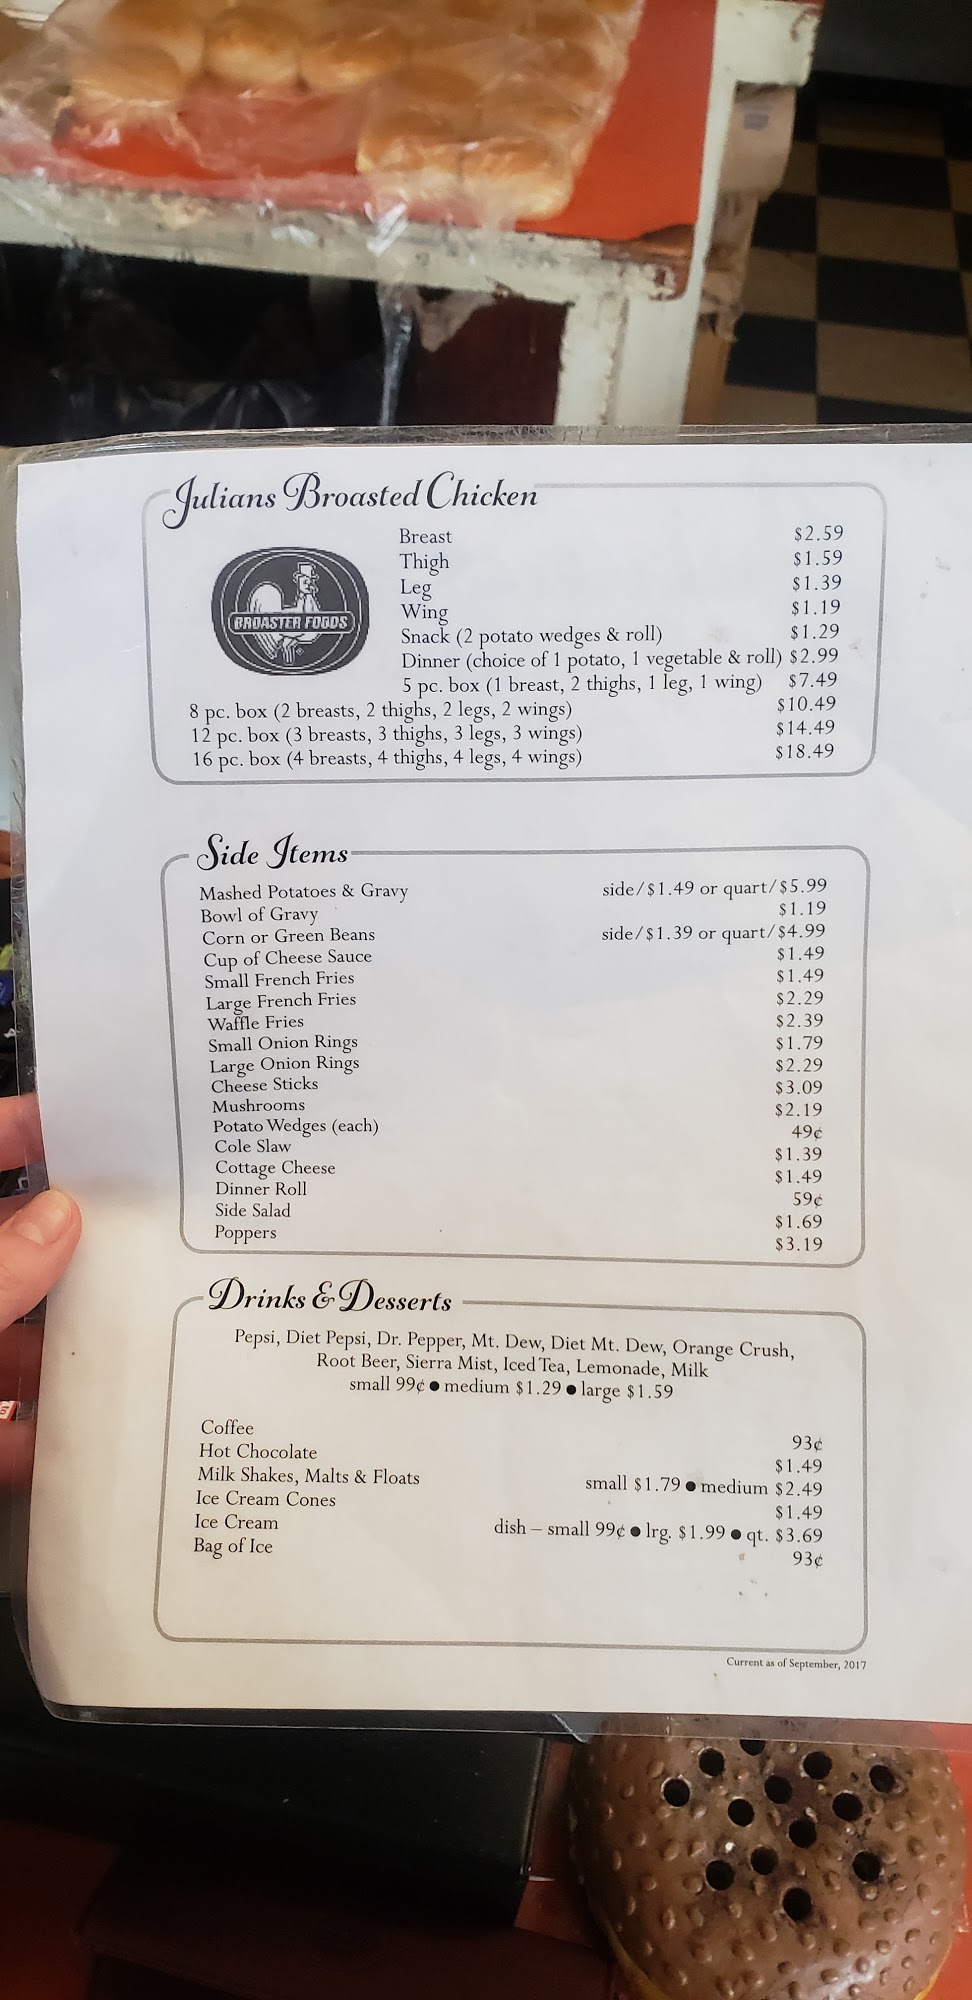 Julians Broasted Chicken
BROASTER FOODS
Breast $2.59
Thigh $1.59
Leg $1.39
Wing $1.19
Snack (2 potato wedges & roll) $1.29
Dinner (choice of 1 potato, 1 vegetable & roll) $2.99
5 pc. box (1 breast, 2 thighs, 1 leg, 1 wing) $7.49
8 pc. box (2 breasts, 2 thighs, 2 legs, 2 wings) $10.49
12 pc. box (3 breasts, 3 thighs, 3 legs, 3 wings) $14.49
16 pc. box (4 breasts, 4 thighs, 4 legs, 4 wings) $18.49
Side Items
Mashed Potatoes & Gravy side/$1.49 or quart/$5.99
Bowl of Gravy $1.19
Corn or Green Beans side/$1.39 or quart/$4.99
Cup of Cheese Sauce $1.49
Small French Fries $1.49
Large French Fries $2.29
Waffle Fries $2.39
Small Onion Rings $1.79
Large Onion Rings $2.29
Cheese Sticks $3.09
Mushrooms $2.19
Potato Wedges (each) 49¢
Cole Slaw $1.39
Cottage Cheese $1.49
Dinner Roll 59¢
Side Salad $1.69
Poppers $3.19
Drinks & Desserts
Pepsi, Diet Pepsi, Dr. Pepper, Mt. Dew, Diet Mt. Dew, Orange Crush,
Root Beer, Sierra Mist, Iced Tea, Lemonade, Milk
small 99¢ ● medium $1.29 ● large $1.59
Coffee 93¢
Hot Chocolate $1.49
Milk Shakes, Malts & Floats small $1.79 ● medium $2.49
Ice Cream Cones $1.49
Ice Cream dish – small 99¢ ● lrg. $1.99 ● qt. $3.69
Bag of Ice 93¢
Current as of September, 2017